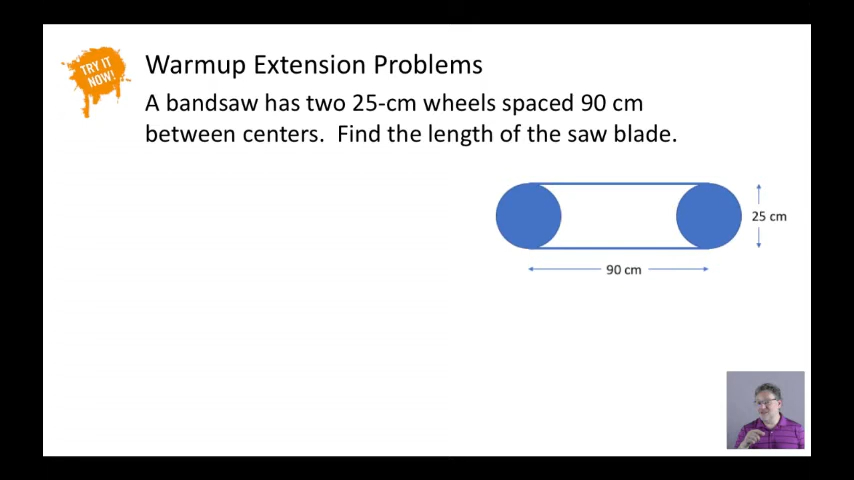 TRY IT
NOW!
Warmup Extension Problems
A bandsaw has two 25-cm wheels spaced 90 cm
between centers. Find the length of the saw blade.
25 cm
90 cm